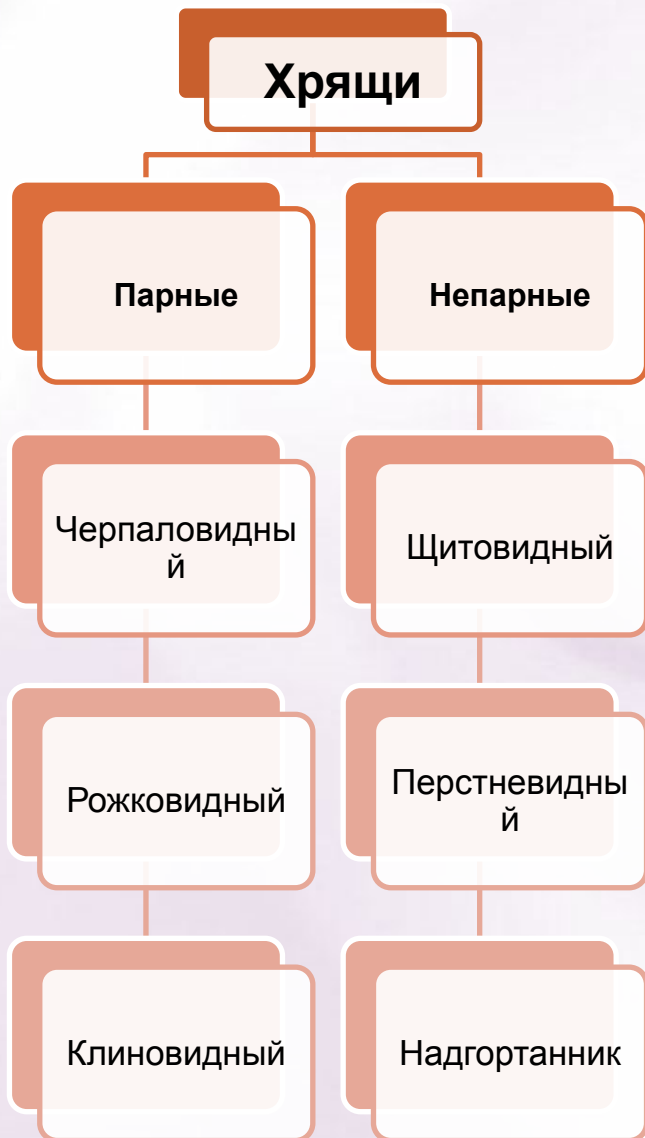 Хрящи
Парные
Непарные
Черпаловидны
й
Щитовидный
Рожковидный
Перстневидны
й
Клиновидный
Надгортанник